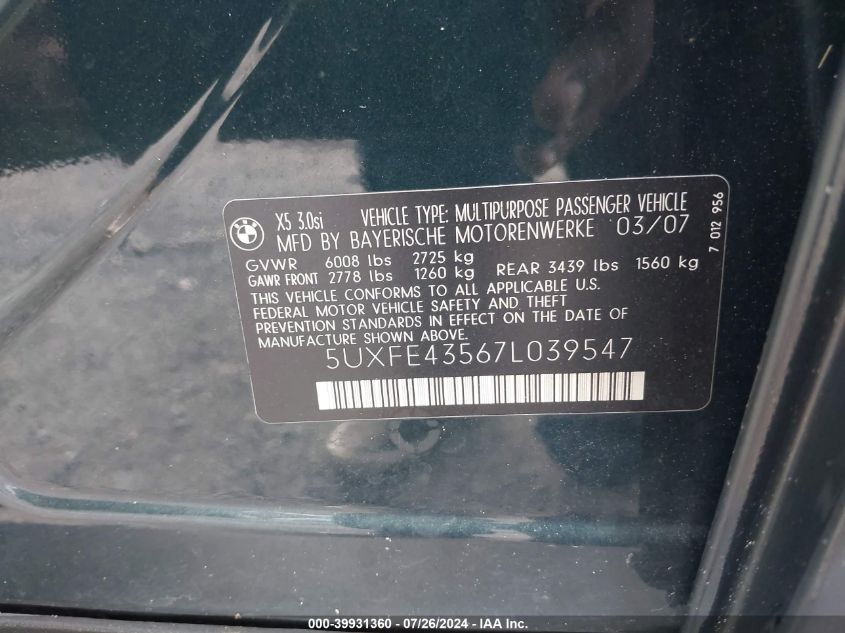 BMW
X5 3.0si VEHICLE TYPE: MULTIPURPOSE PASSENGER VEHICLE
MFD BY BAYERISCHE MOTORENWERKE 03/07
GVWR 6008 lbs 2725 kg
GAWR FRONT 2778 lbs 1260 kg REAR 3439 lbs 1560 kg
THIS VEHICLE CONFORMS TO ALL APPLICABLE U.S.
FEDERAL MOTOR VEHICLE SAFETY AND THEFT
PREVENTION STANDARDS IN EFFECT ON DATE OF
MANUFACTURE SHOWN ABOVE.
5UXFE43567L039547
7 012 956
000-39931360 - 07/26/2024 - IAA Inc.